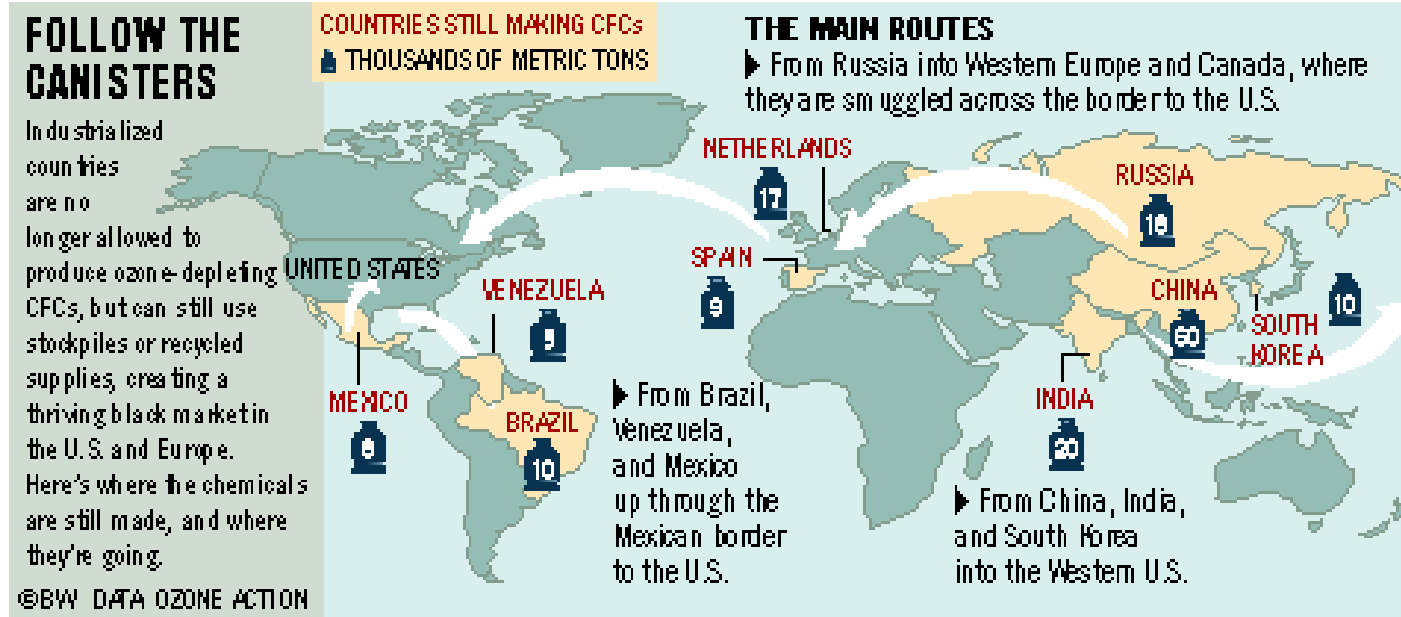 FOLLOW THE
CANISTERS
Industrialized
countries
are no
longer allowed to
produce ozone-depleting
CFCs, but can still use
stockpiles or recycled
supplies, creating a
thriving black market in
the U.S. and Europe.
Here's where the chemicals
are still made, and where
they're going.
©BW DATA OZONE ACTION
COUNTRIES STILL MAKING CFCs
THOUSANDS OF METRIC TONS
THE MAIN ROUTES
From Russia into Western Europe and Canada, where
they are smuggled across the border to the U.S.
NETHERLANDS
17
RUSSIA
SPAIN
9
UNITED STATES
VENEZUELA
CHINA
60
SOUTH
KOREA
10
MEXICO
BRAZIL
10
INDIA
20
From Brazil,
Venezuela,
and Mexico
up through the
Mexican border
to the U.S.
From China, India,
and South Korea
into the Western U.S.